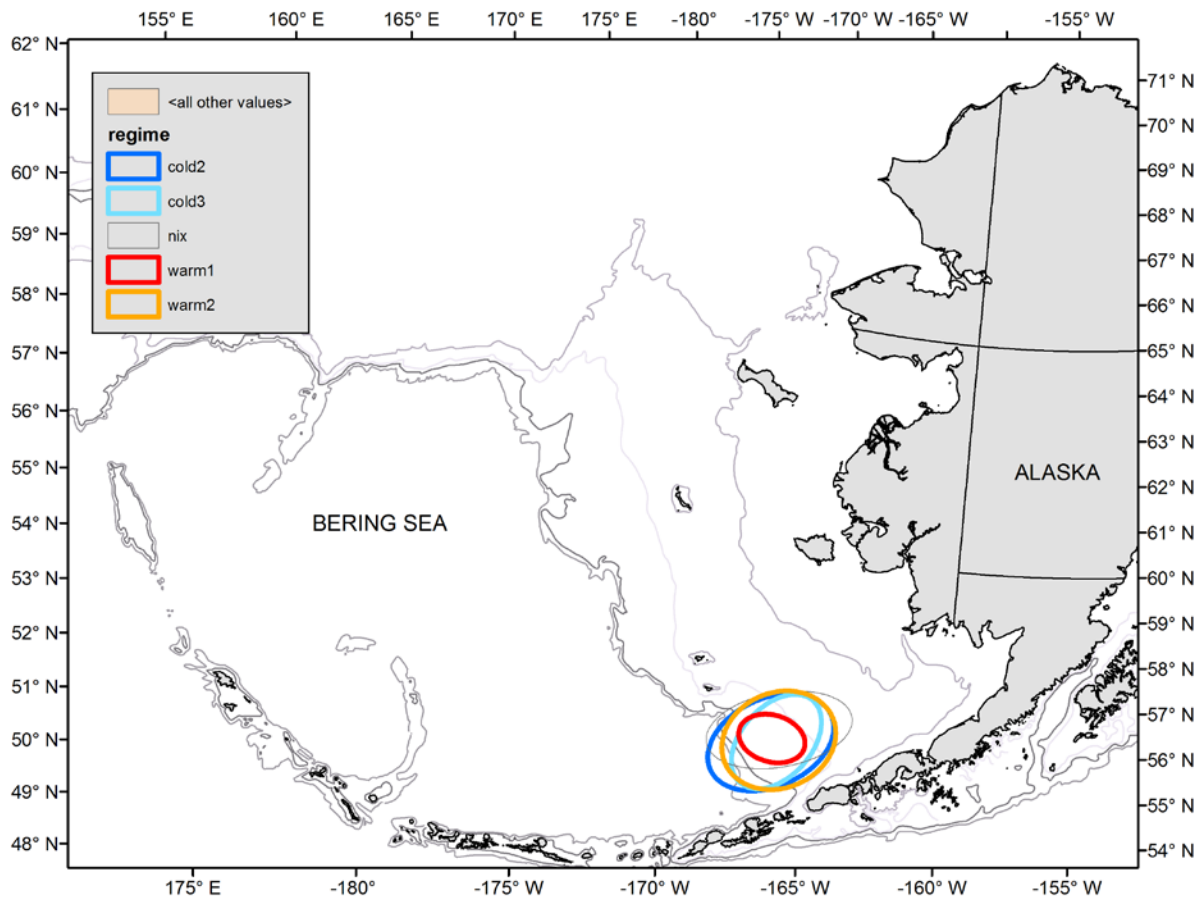 155° E 160° E 165° E 170° E 175° E -180° -175° W -170° W -165° W -155° W
62° N
61° N
60° N
59° N
58° N
57° N
56° N
55° N
54° N
53° N
52° N
51° N
50° N
49° N
48° N
<all other values>
regime
cold2
cold3
nix
warm1
warm2
BERING SEA
ALASKA
71° N
70° N
69° N
68° N
67° N
66° N
65° N
64° N
63° N
62° N
61° N
60° N
59° N
58° N
57° N
56° N
55° N
54° N
175° E -180° -175° W -170° W -165° W -160° W -155° W